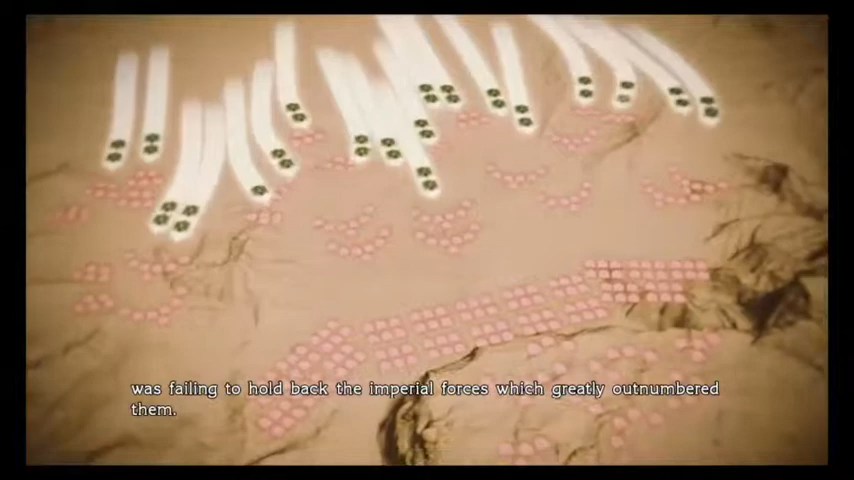 was failing to hold back the imperial forces which greatly outnumbered
them.